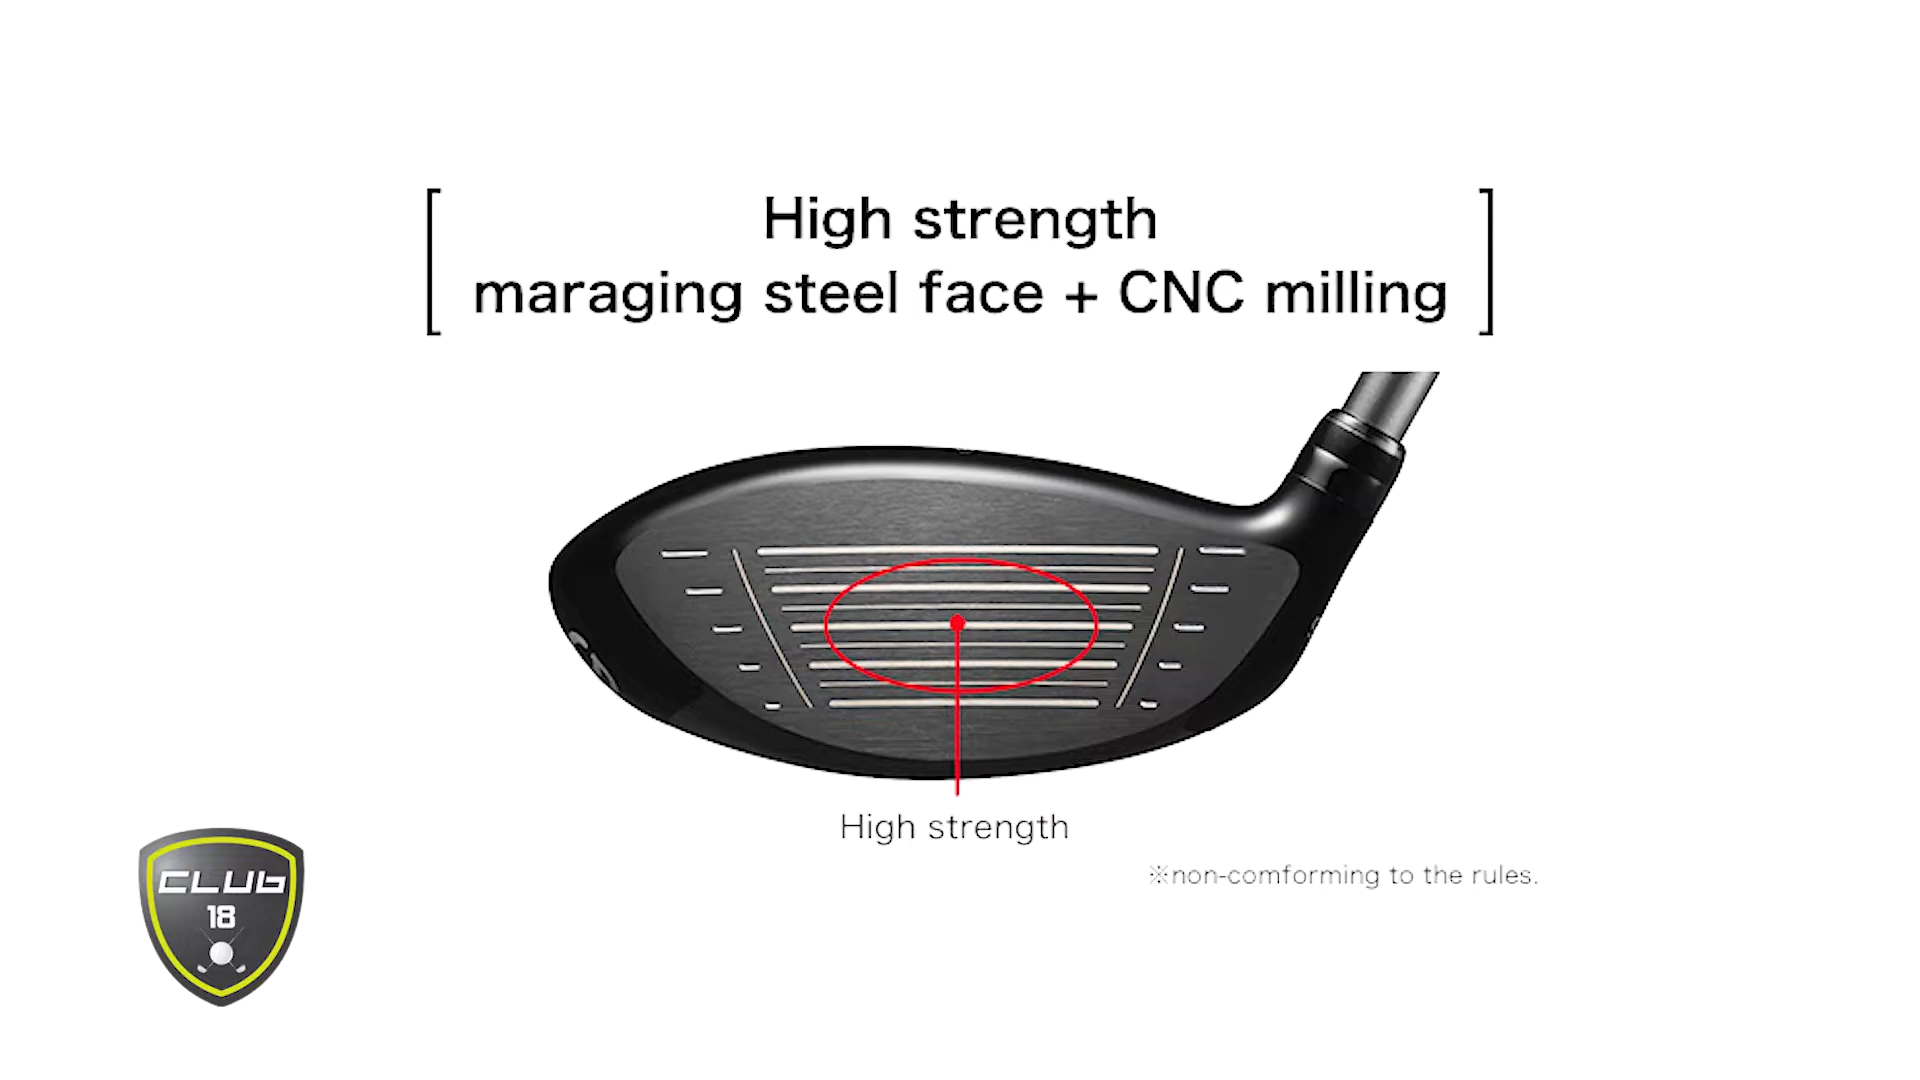 High strength
maraging steel face + CNC milling
High strength
※non-comforming to the rules.
CLUb
18